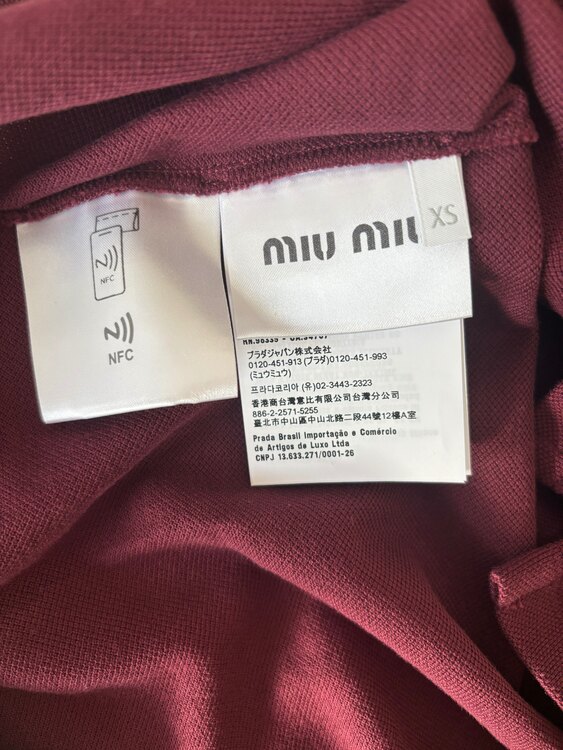 NFC
NFC
miu miu
XS
RN.98335 - CA.34707
プラダジャパン株式会社
0120-451-913 (プラダ)0120-451-993
(ミュウミュウ)
프라다코리아 (유)02-3443-2323
香港商台灣意比有限公司台灣分公司
886-2-2571-5255
臺北市中山區中山北路二段44號12樓A室
Prada Brasil Importação e Comércio
de Artigos de Luxo Ltda
CNPJ 13.633.271/0001-26